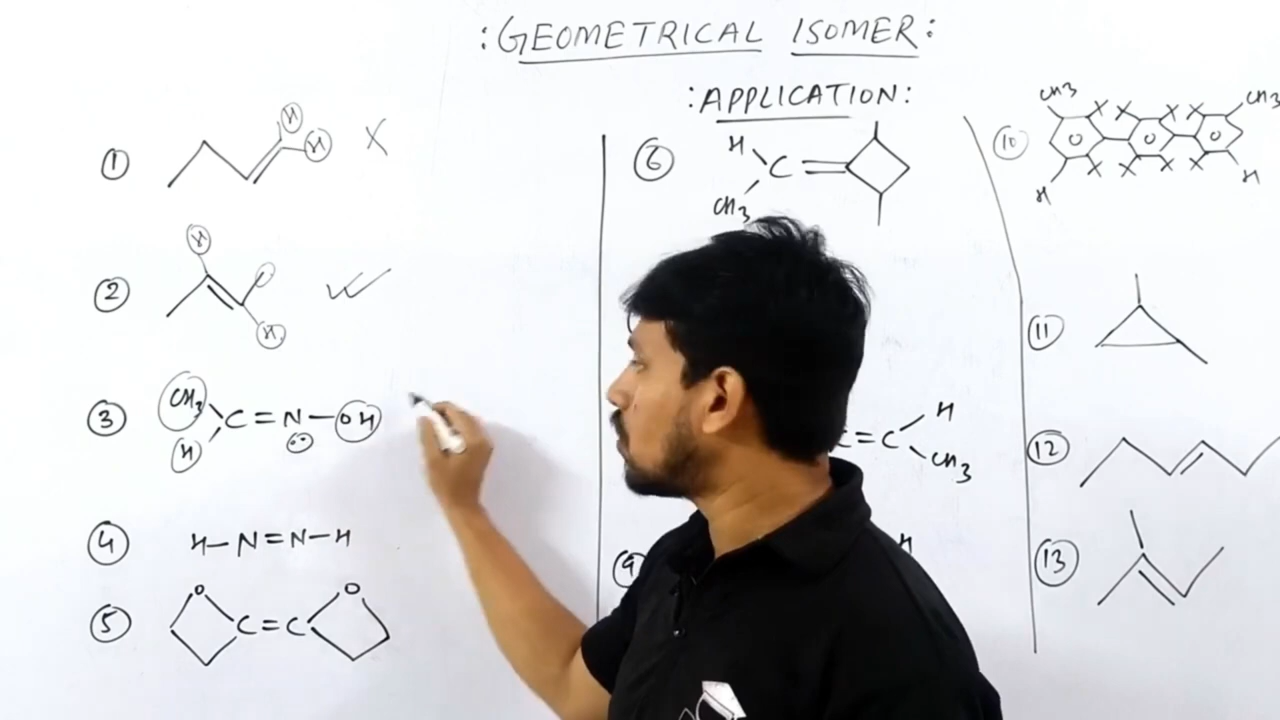 :GEOMETRICAL ISOMER:
:APPLICATION:
1
H
H
X
2
H
H
3
CH3
H
C=N-OH
4
H-N=N-H
5
O
O
C=C
6
H
C
CH3
=C
H
CH3
9
H
10
CH3
CH3
X X X X
X X X X
H
H
11
12
13